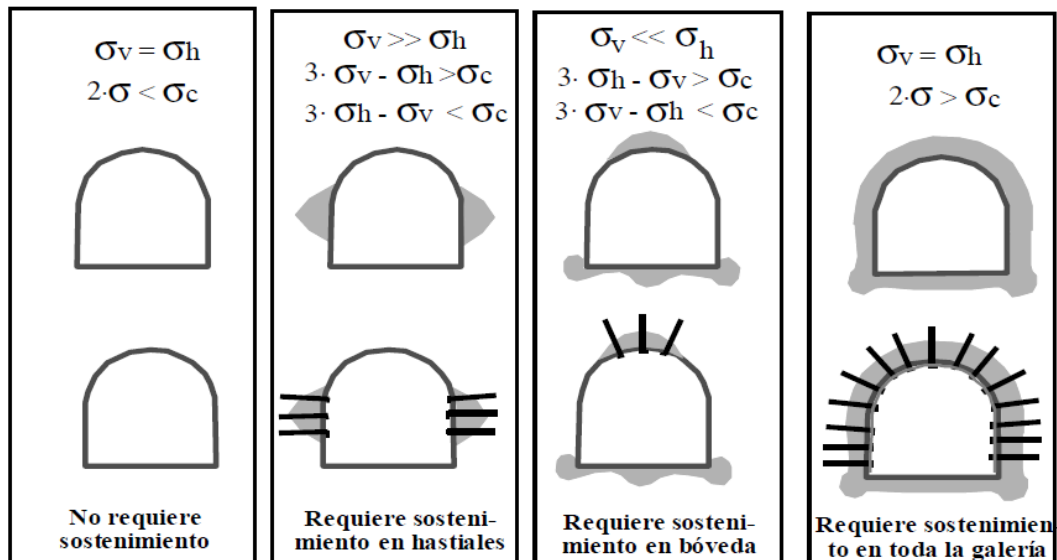 σv = σh
2·σ < σc
No requiere
sostenimiento
σv >> σh
3· σv - σh >σc
3· σh - σv < σc
Requiere sosteni-
miento en hastiales
σv << σh
3· σh - σv > σc
3· σv - σh < σc
Requiere sosteni-
miento en bóveda
σv = σh
2·σ > σc
Requiere sostenimien
to en toda la galería